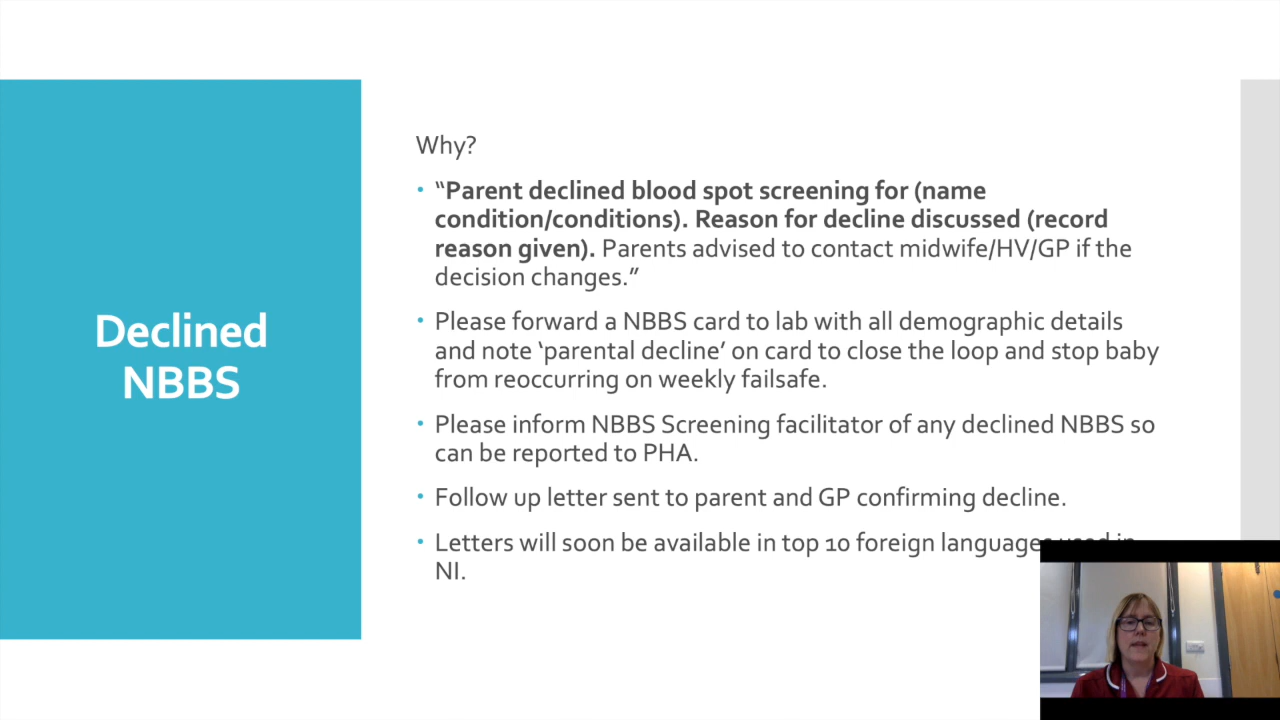 Declined
NBBS
Why?
“Parent declined blood spot screening for (name
condition/conditions). Reason for decline discussed (record
reason given). Parents advised to contact midwife/HV/GP if the
decision changes.”
Please forward a NBBS card to lab with all demographic details
and note ‘parental decline’ on card to close the loop and stop baby
from reoccurring on weekly failsafe.
Please inform NBBS Screening facilitator of any declined NBBS so
can be reported to PHA.
Follow up letter sent to parent and GP confirming decline.
Letters will soon be available in top 10 foreign languages used in
NI.